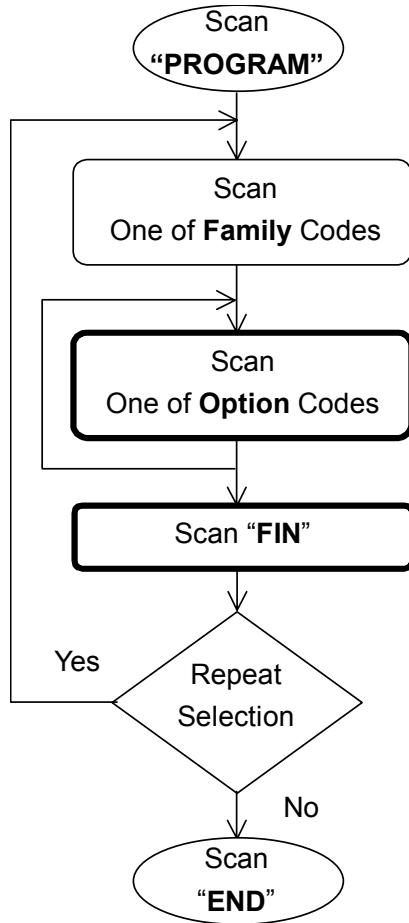 Scan
“PROGRAM”
Scan
One of Family Codes
Scan
One of Option Codes
Scan “FIN”
Yes
Repeat
Selection
No
Scan
“END”